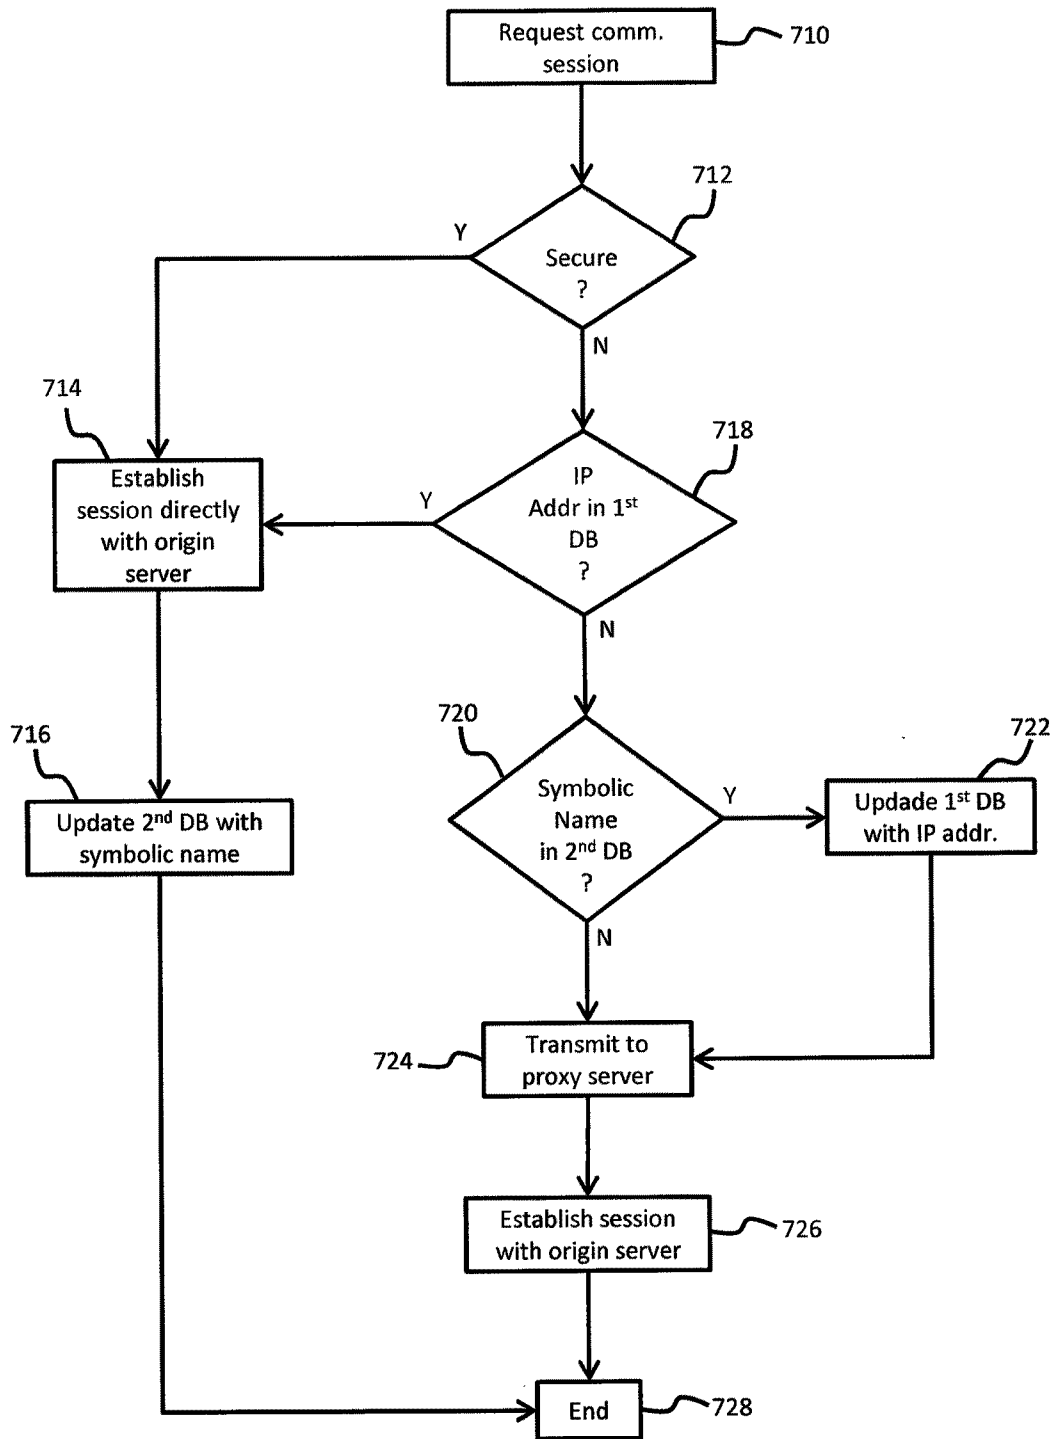 Request comm.
session
710
712
Y
Secure
?
N
714
718
Establish
session directly
with origin
server
Y
IP
Addr in 1st
DB
?
N
716
720
722
Update 2nd DB with
symbolic name
Symbolic
Name
in 2nd DB
?
Y
Updade 1st DB
with IP addr.
N
724
Transmit to
proxy server
Establish session
with origin server
726
End
728